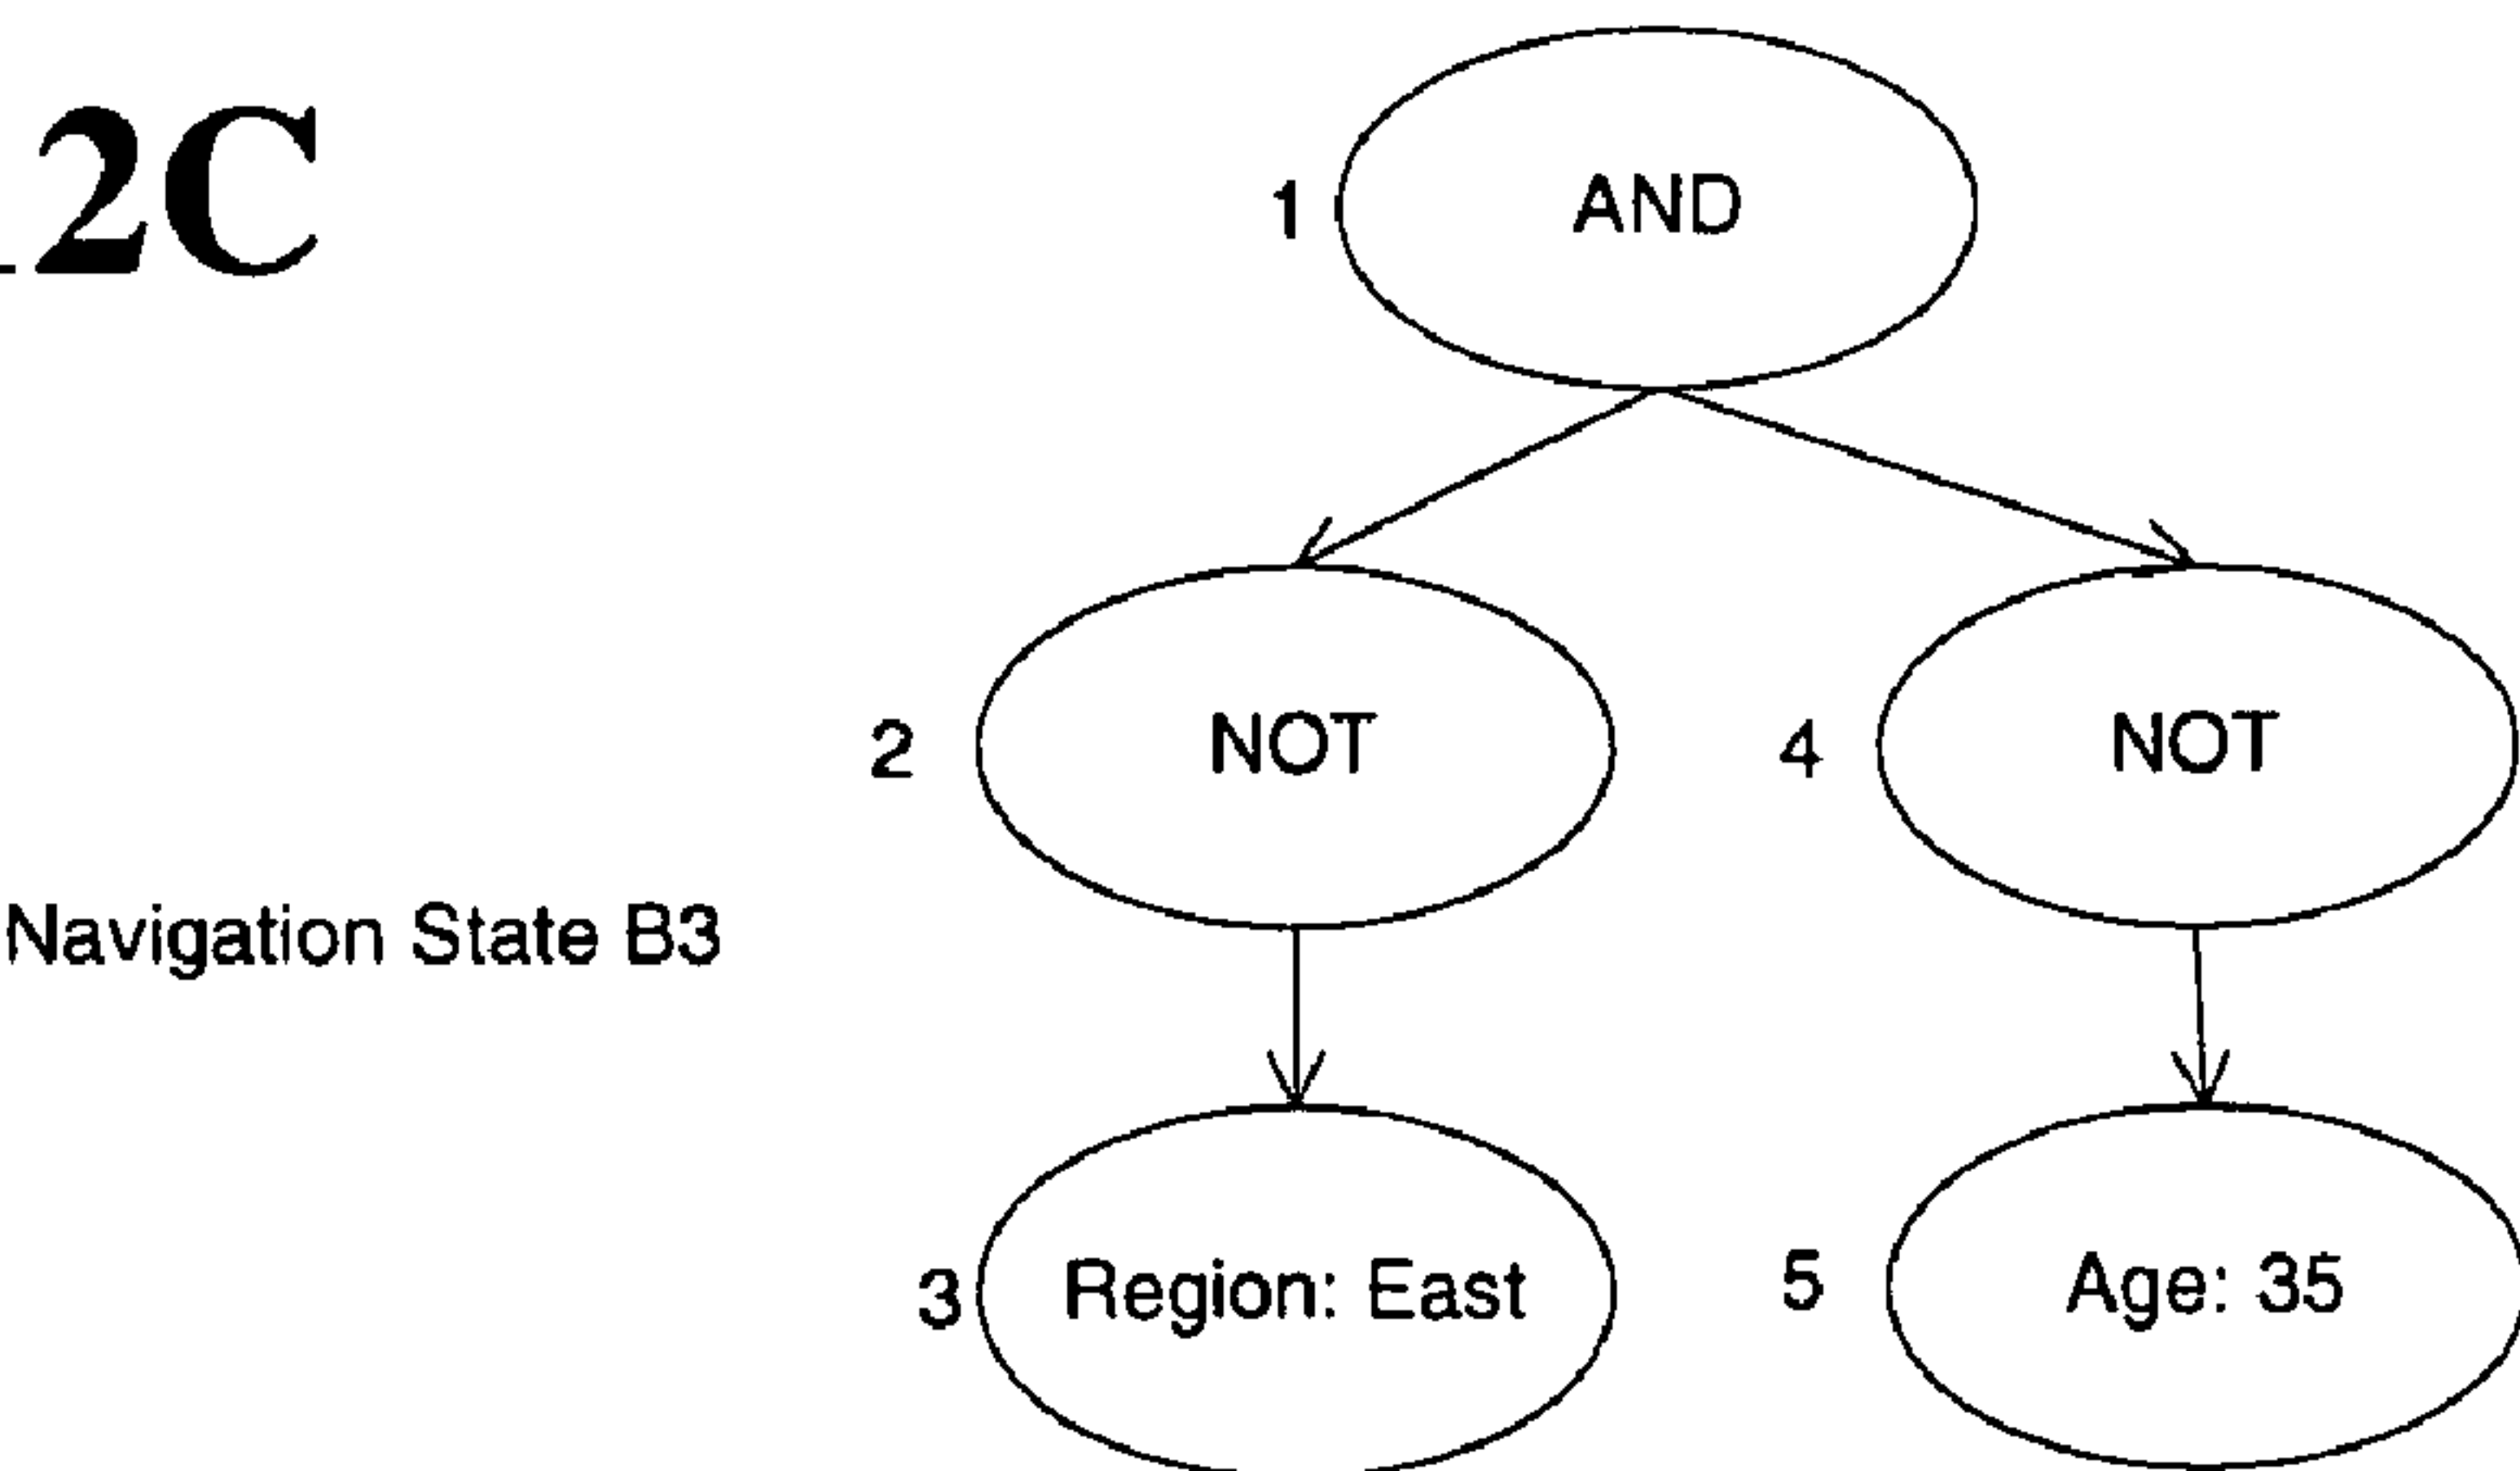 2C
1 AND
2 NOT 4 NOT
Navigation State B3
3 Region: East 5 Age: 35